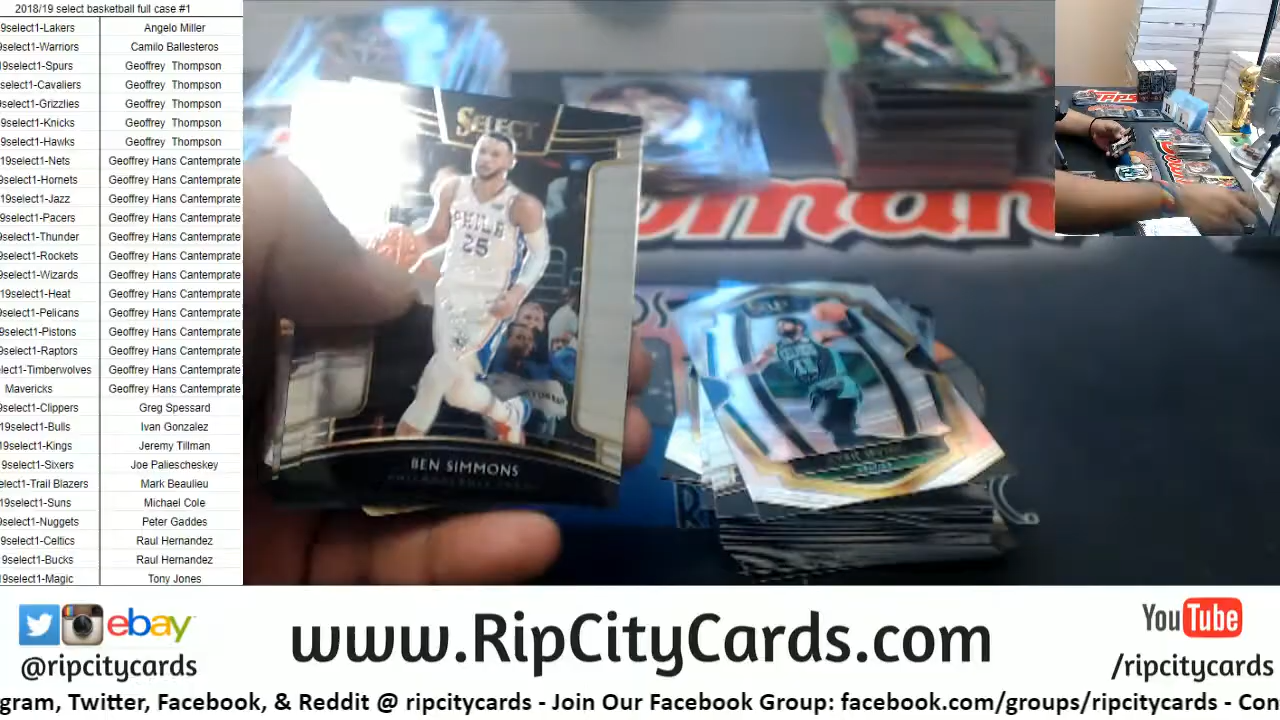 2018/19 select basketball full case #1
9select1-Lakers Angelo Miller
9select1-Warriors Camilo Ballesteros
19select1-Spurs Geoffrey Thompson
select1-Cavaliers Geoffrey Thompson
9select1-Grizzlies Geoffrey Thompson
9select1-Knicks Geoffrey Thompson
9select1-Hawks Geoffrey Thompson
19select1-Nets Geoffrey Hans Cantemprate
9select1-Hornets Geoffrey Hans Cantemprate
19select1-Jazz Geoffrey Hans Cantemprate
9select1-Pacers Geoffrey Hans Cantemprate
9select1-Thunder Geoffrey Hans Cantemprate
9select1-Rockets Geoffrey Hans Cantemprate
9select1-Wizards Geoffrey Hans Cantemprate
19select1-Heat Geoffrey Hans Cantemprate
9select1-Pelicans Geoffrey Hans Cantemprate
9select1-Pistons Geoffrey Hans Cantemprate
9select1-Raptors Geoffrey Hans Cantemprate
elect1-Timberwolves Geoffrey Hans Cantemprate
Mavericks Geoffrey Hans Cantemprate
9select1-Clippers Greg Spessard
19select1-Bulls Ivan Gonzalez
19select1-Kings Jeremy Tillman
9select1-Sixers Joe Paliescheskey
elect1-Trail Blazers Mark Beaulieu
19select1-Suns Michael Cole
9select1-Nuggets Peter Gaddes
9select1-Celtics Raul Hernandez
9select1-Bucks Raul Hernandez
19select1-Magic Tony Jones
SELECT
PHILA
25
BEN SIMMONS
ebay
@ripcitycards
www.RipCityCards.com
YouTube
/ripcitycards
gram, Twitter, Facebook, & Reddit @ ripcitycards - Join Our Facebook Group: facebook.com/groups/ripcitycards - Con